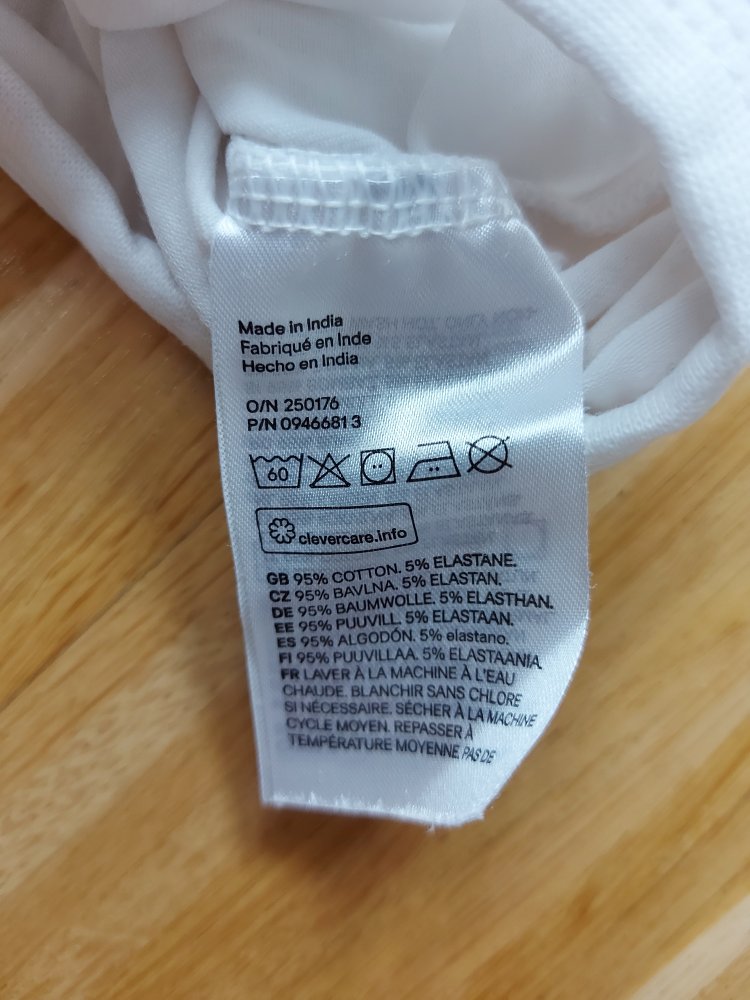 Made in India
Fabriqué en Inde
Hecho en India
O/N 250176
P/N 0946681 3
60
clevercare.info
GB 95% COTTON. 5% ELASTANE.
CZ 95% BAVLNA. 5% ELASTAN.
DE 95% BAUMWOLLE. 5% ELASTHAN.
EE 95% PUUVILL. 5% ELASTAAN.
ES 95% ALGODÓN. 5% elastano.
FI 95% PUUVILLAA. 5% ELASTAANIA.
FR LAVER À LA MACHINE À L'EAU
CHAUDE. BLANCHIR SANS CHLORE
SI NÉCESSAIRE. SÉCHER À LA MACHINE
CYCLE MOYEN. REPASSER À
TEMPÉRATURE MOYENNE. PAS DE